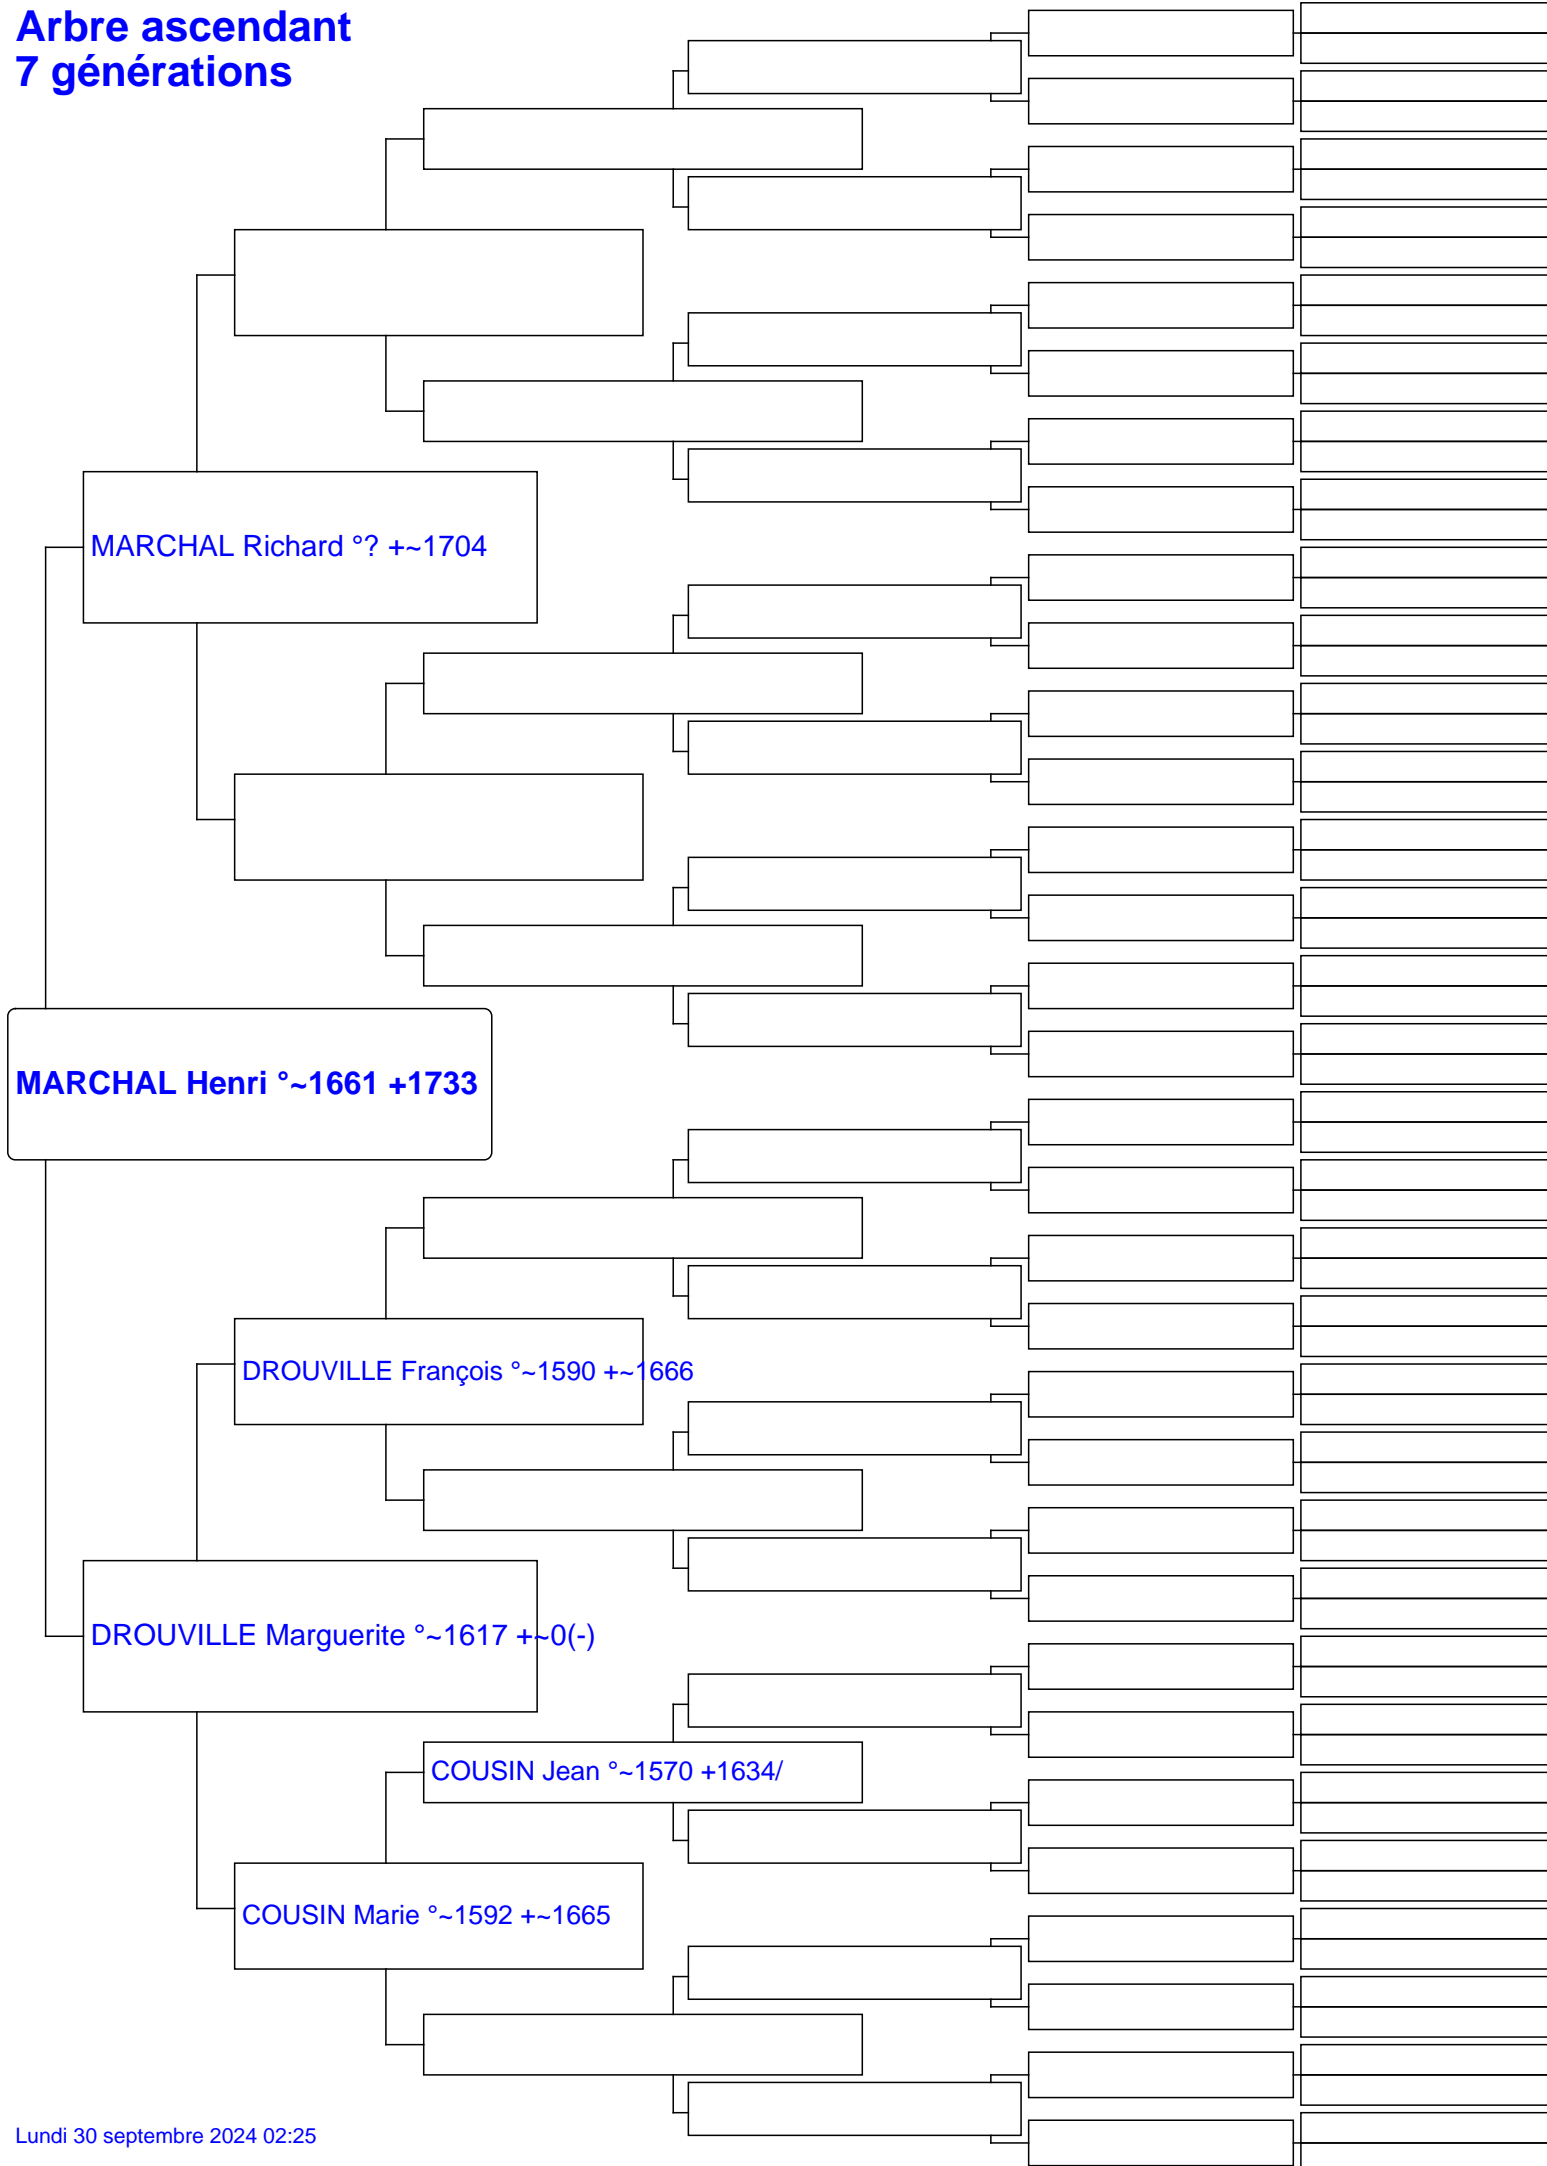 Arbre ascendant
7 générations
MARCHAL Richard °? +~1704
MARCHAL Henri °~1661 +1733
DROUVILLE François °~1590 +~1666
DROUVILLE Marguerite °~1617 +~0(-)
COUSIN Jean °~1570 +1634/
COUSIN Marie °~1592 +~1665
Lundi 30 septembre 2024 02:25